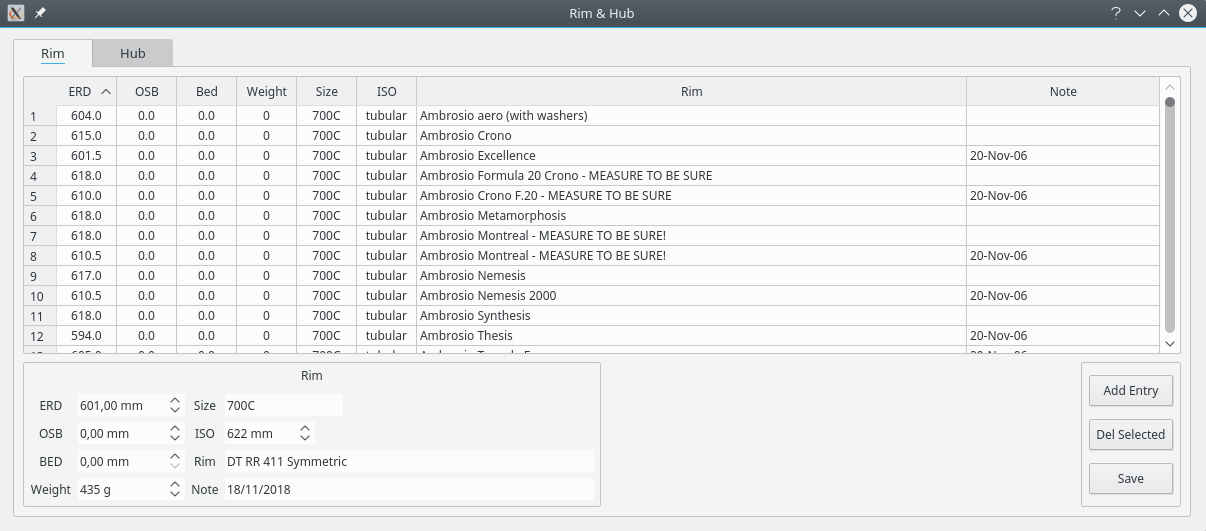 Rim & Hub
Rim Hub
ERD OSB Bed Weight Size ISO Rim Note
1 604.0 0.0 0.0 0 700C tubular Ambrosio aero (with washers)
2 615.0 0.0 0.0 0 700C tubular Ambrosio Crono
3 601.5 0.0 0.0 0 700C tubular Ambrosio Excellence 20-Nov-06
4 618.0 0.0 0.0 0 700C tubular Ambrosio Formula 20 Crono - MEASURE TO BE SURE
5 610.0 0.0 0.0 0 700C tubular Ambrosio Crono F.20 - MEASURE TO BE SURE 20-Nov-06
6 618.0 0.0 0.0 0 700C tubular Ambrosio Metamorphosis
7 618.0 0.0 0.0 0 700C tubular Ambrosio Montreal - MEASURE TO BE SURE!
8 610.5 0.0 0.0 0 700C tubular Ambrosio Montreal - MEASURE TO BE SURE! 20-Nov-06
9 617.0 0.0 0.0 0 700C tubular Ambrosio Nemesis
10 610.5 0.0 0.0 0 700C tubular Ambrosio Nemesis 2000 20-Nov-06
11 618.0 0.0 0.0 0 700C tubular Ambrosio Synthesis
12 594.0 0.0 0.0 0 700C tubular Ambrosio Thesis 20-Nov-06
Rim
ERD 601,00 mm Size 700C
OSB 0,00 mm ISO 622 mm
BED 0,00 mm Rim DT RR 411 Symmetric
Weight 435 g Note 18/11/2018
Add Entry
Del Selected
Save